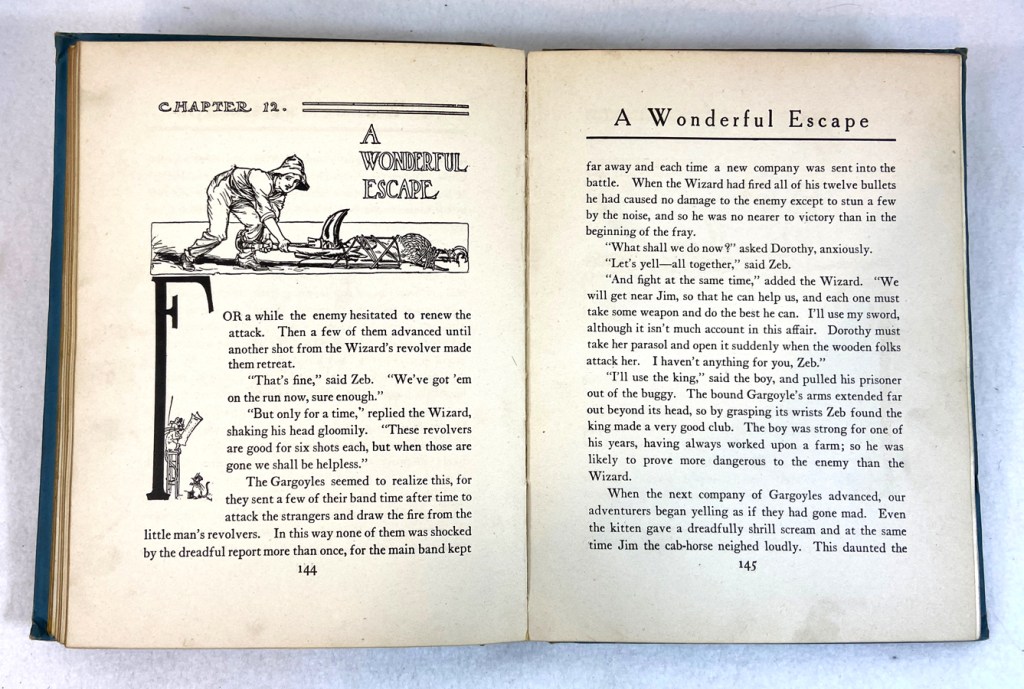 CHAPTER 12.
A
WONDERFUL
ESCAPE
FOR a while the enemy hesitated to renew the
attack. Then a few of them advanced until
another shot from the Wizard's revolver made
them retreat.
"That's fine," said Zeb. "We've got 'em
on the run now, sure enough."
"But only for a time," replied the Wizard,
shaking his head gloomily. "These revolvers
are good for six shots each, but when those are
gone we shall be helpless."
The Gargoyles seemed to realize this, for
they sent a few of their band time after time to
attack the strangers and draw the fire from the
little man's revolvers. In this way none of them was shocked
by the dreadful report more than once, for the main band kept
144
A Wonderful Escape
far away and each time a new company was sent into the
battle. When the Wizard had fired all of his twelve bullets
he had caused no damage to the enemy except to stun a few
by the noise, and so he was no nearer to victory than in the
beginning of the fray.
"What shall we do now?" asked Dorothy, anxiously.
"Let's yell—all together," said Zeb.
"And fight at the same time," added the Wizard. "We
will get near Jim, so that he can help us, and each one must
take some weapon and do the best he can. I'll use my sword,
although it isn't much account in this affair. Dorothy must
take her parasol and open it suddenly when the wooden folks
attack her. I haven't anything for you, Zeb."
"I'll use the king," said the boy, and pulled his prisoner
out of the buggy. The bound Gargoyle's arms extended far
out beyond its head, so by grasping its wrists Zeb found the
king made a very good club. The boy was strong for one of
his years, having always worked upon a farm; so he was
likely to prove more dangerous to the enemy than the
Wizard.
When the next company of Gargoyles advanced, our
adventurers began yelling as if they had gone mad. Even
the kitten gave a dreadfully shrill scream and at the same
time Jim the cab-horse neighed loudly. This daunted the
145